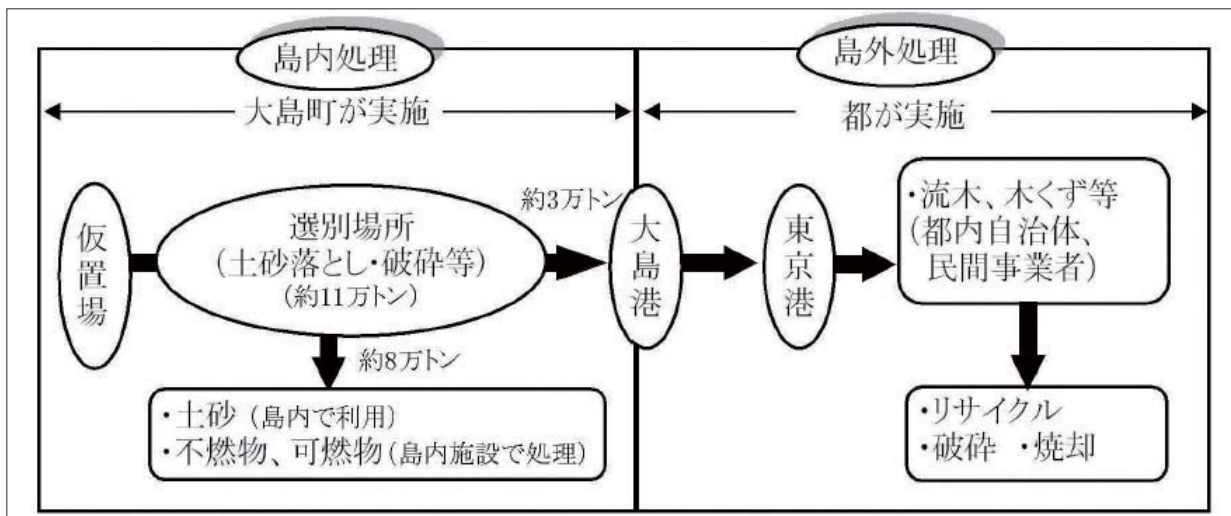 島内処理
島外処理
大島町が実施
都が実施
仮置場
選別場所
(土砂落とし・破砕等)
(約11万トン)
約3万トン
約8万トン
・土砂 (島内で利用)
・不燃物、可燃物(島内施設で処理)
大島港
東京港
・流木、木くず等
(都内自治体、
民間事業者)
・リサイクル
・破砕 ・焼却